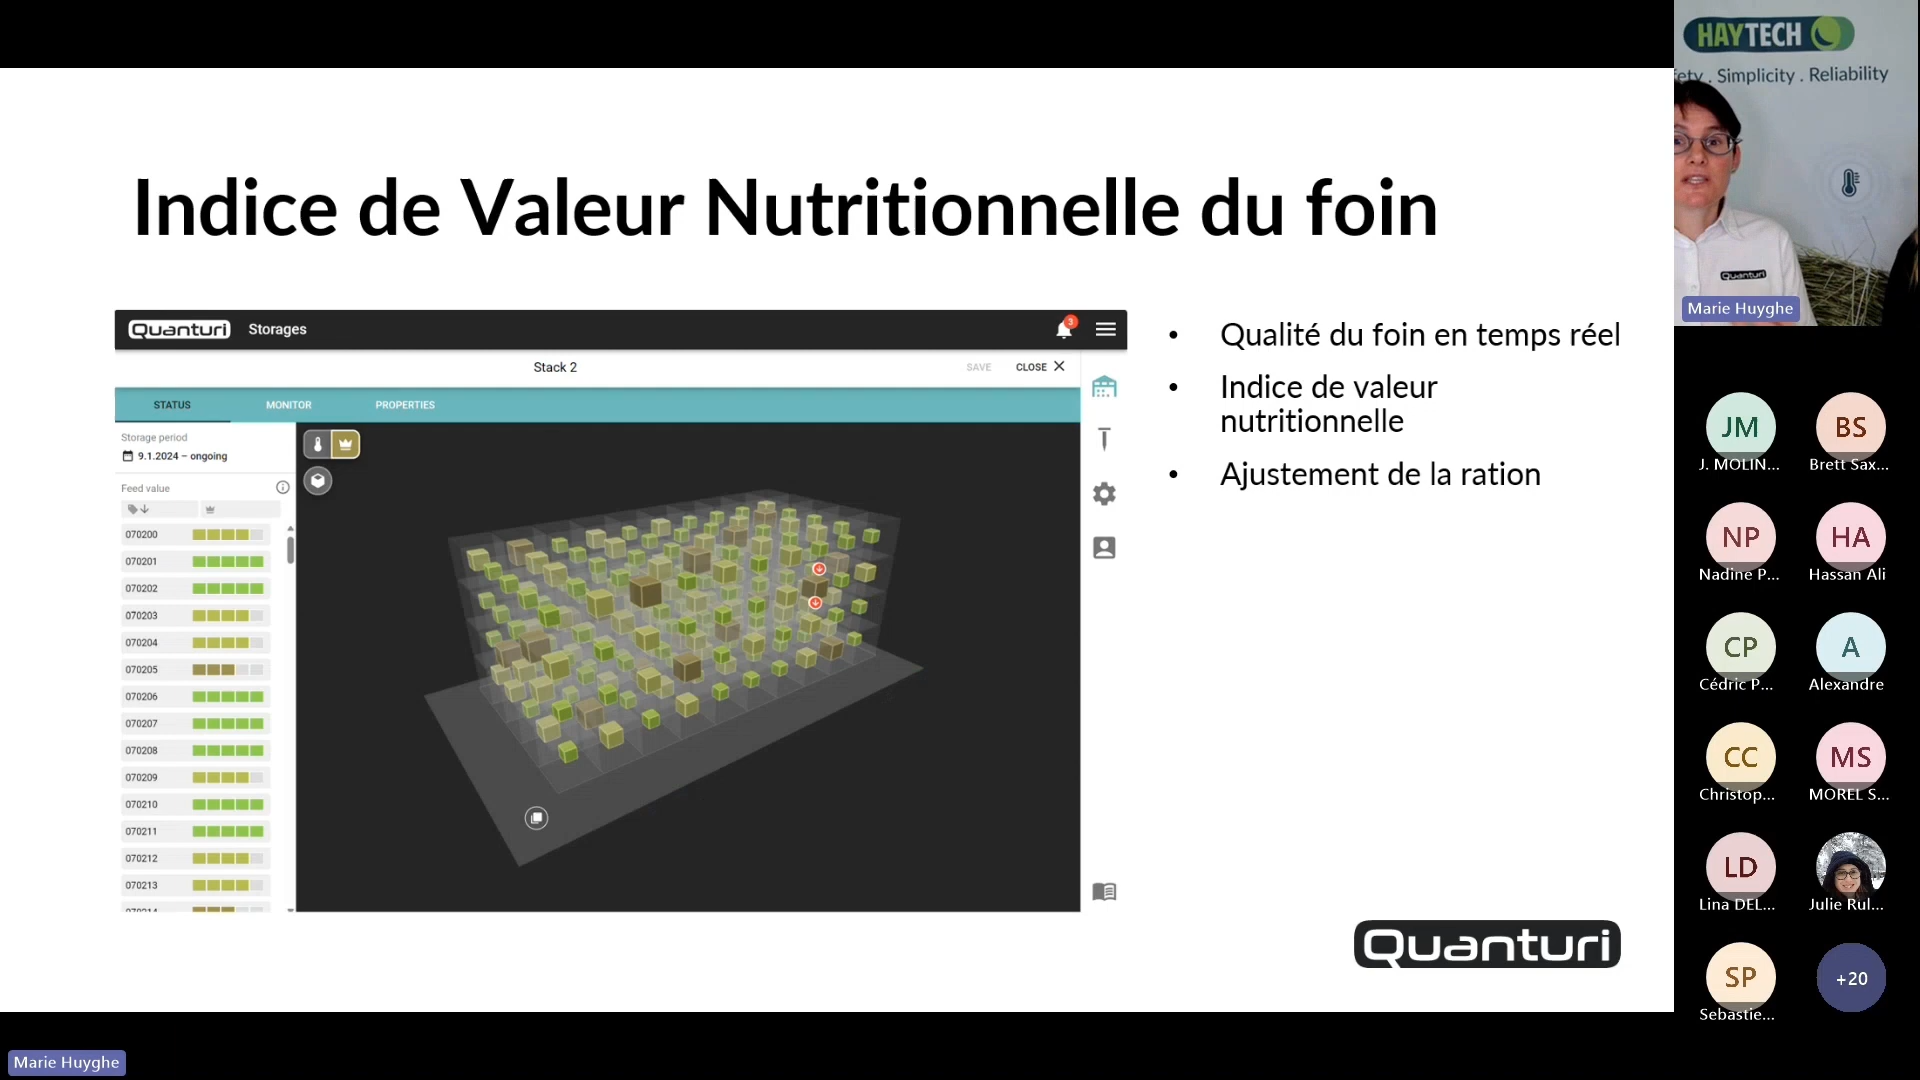 Indice de Valeur Nutritionnelle du foin
Quanturi Storages 3
Stack 2 SAVE CLOSE
STATUS MONITOR PROPERTIES
Storage period
9.1.2024 – ongoing
Feed value
070200
070201
070202
070203
070204
070205
070206
070207
070208
070209
070210
070211
070212
070213
070214
• Qualité du foin en temps réel
• Indice de valeur
nutritionnelle
• Ajustement de la ration
Quanturi
HAYTECH
ety . Simplicity . Reliability
Quanturi
Marie Huyghe
JM BS
J. MOLIN... Brett Sax...
NP HA
Nadine P... Hassan Ali
CP A
Cédric P... Alexandre
CC MS
Christop... MOREL S...
LD
Lina DEL... Julie Rul...
SP +20
Sebastie...
Marie Huyghe